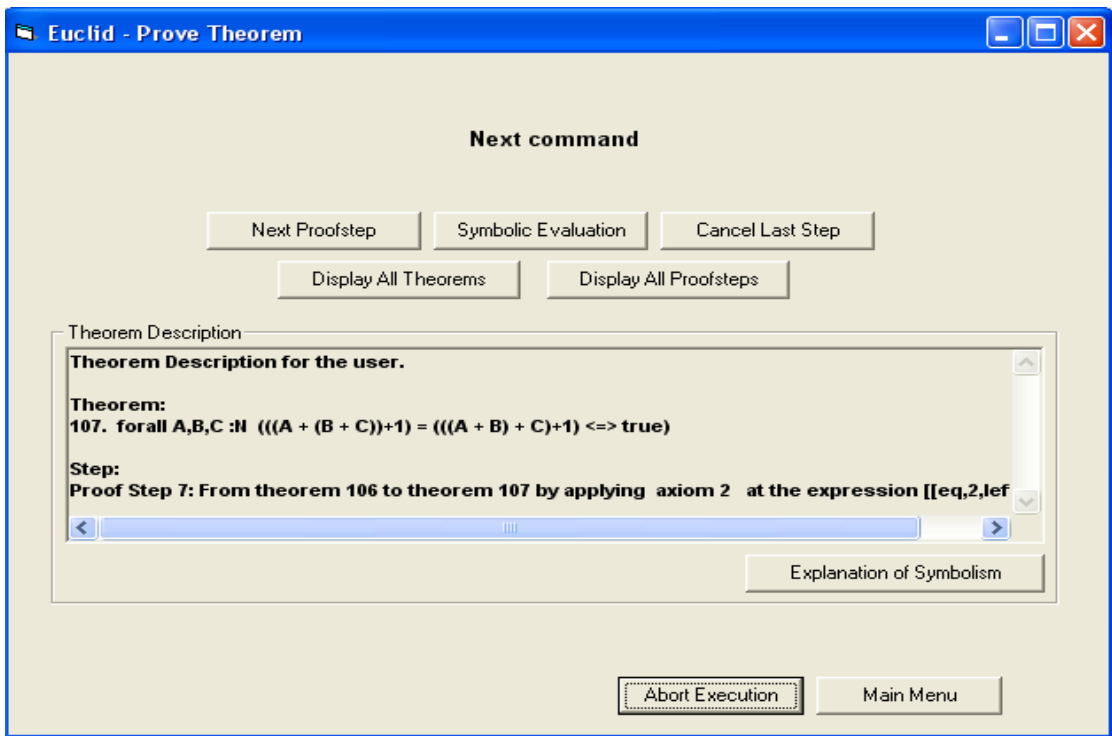 Euclid - Prove Theorem
Next command
Next Proofstep Symbolic Evaluation Cancel Last Step
Display All Theorems Display All Proofsteps
Theorem Description
Theorem Description for the user.
Theorem:
107.  forall A,B,C :N  (((A + (B + C))+1) = (((A + B) + C)+1) <=> true)
Step:
Proof Step 7: From theorem 106 to theorem 107 by applying  axiom 2   at the expression [[eq,2,lef
Explanation of Symbolism
Abort Execution Main Menu